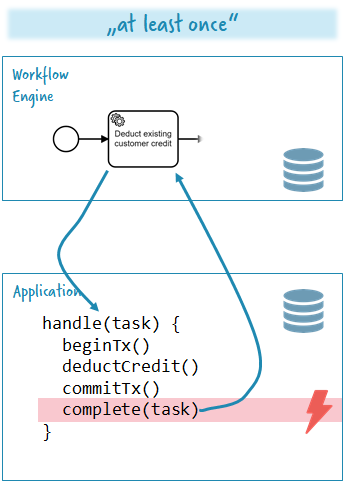 „at least once“
Workflow
Engine
Deduct existing
customer credit
Application
handle(task) {
beginTx()
deductCredit()
commitTx()
complete(task)
}